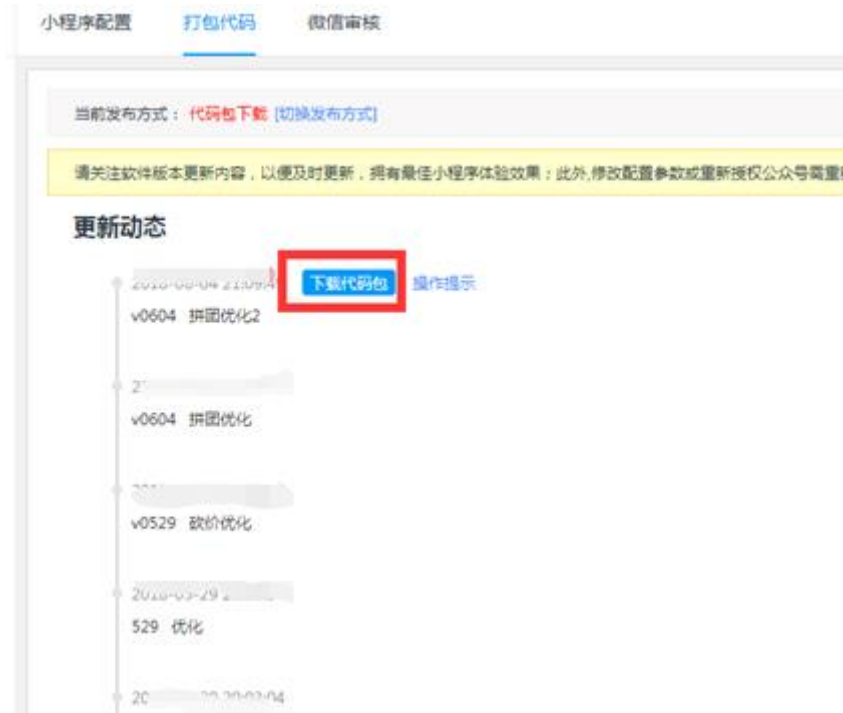 小程序配置 打包代码 微信审核
当前发布方式：代码包下载 [切换发布方式]
请关注软件版本更新内容，以便及时更新，拥有最佳小程序体验效果；此外,修改配置参数或重新授权公众号需重
更新动态
下载代码包 操作提示
v0604 拼团优化2
v0604 拼团优化
v0529 砍价优化
529 优化